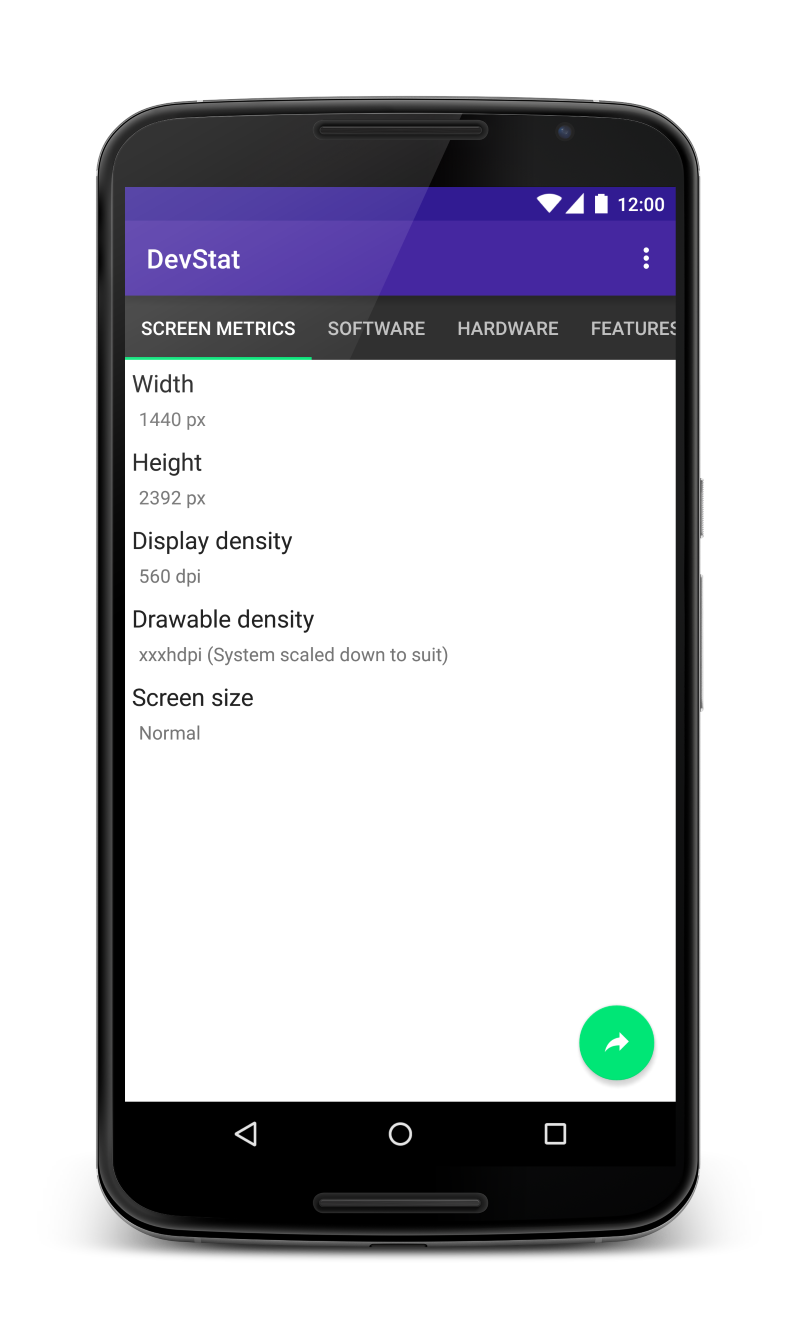 12:00
DevStat
SCREEN METRICS SOFTWARE HARDWARE FEATURES
Width
1440 px
Height
2392 px
Display density
560 dpi
Drawable density
xxxhdpi (System scaled down to suit)
Screen size
Normal